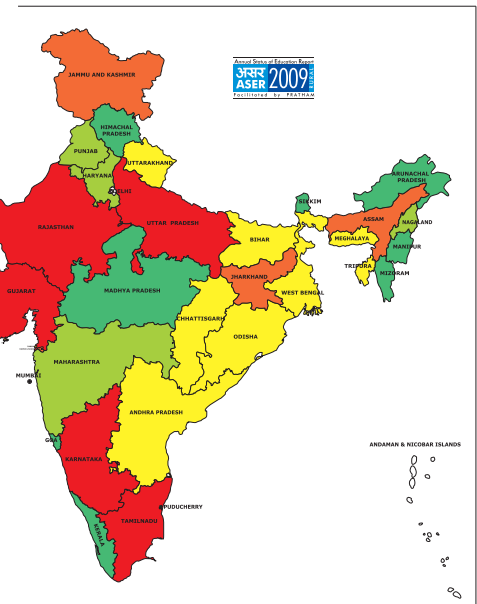 Annual Status of Education Report
असर
ASER
2009
RURAL
Facilitated by PRATHAM
JAMMU AND KASHMIR
HIMACHAL
PRADESH
PUNJAB
UTTARAKHAND
HARYANA
DELHI
ARUNACHAL
PRADESH
SIKKIM
RAJASTHAN
UTTAR PRADESH
ASSAM
NAGALAND
BIHAR
MEGHALAYA
MANIPUR
TRIPURA
MIZORAM
JHARKHAND
GUJARAT
MADHYA PRADESH
WEST BENGAL
CHHATTISGARH
ODISHA
MAHARASHTRA
MUMBAI
ANDHRA PRADESH
GOA
ANDAMAN & NICOBAR ISLANDS
KARNATAKA
PUDUCHERRY
TAMILNADU
KERALA